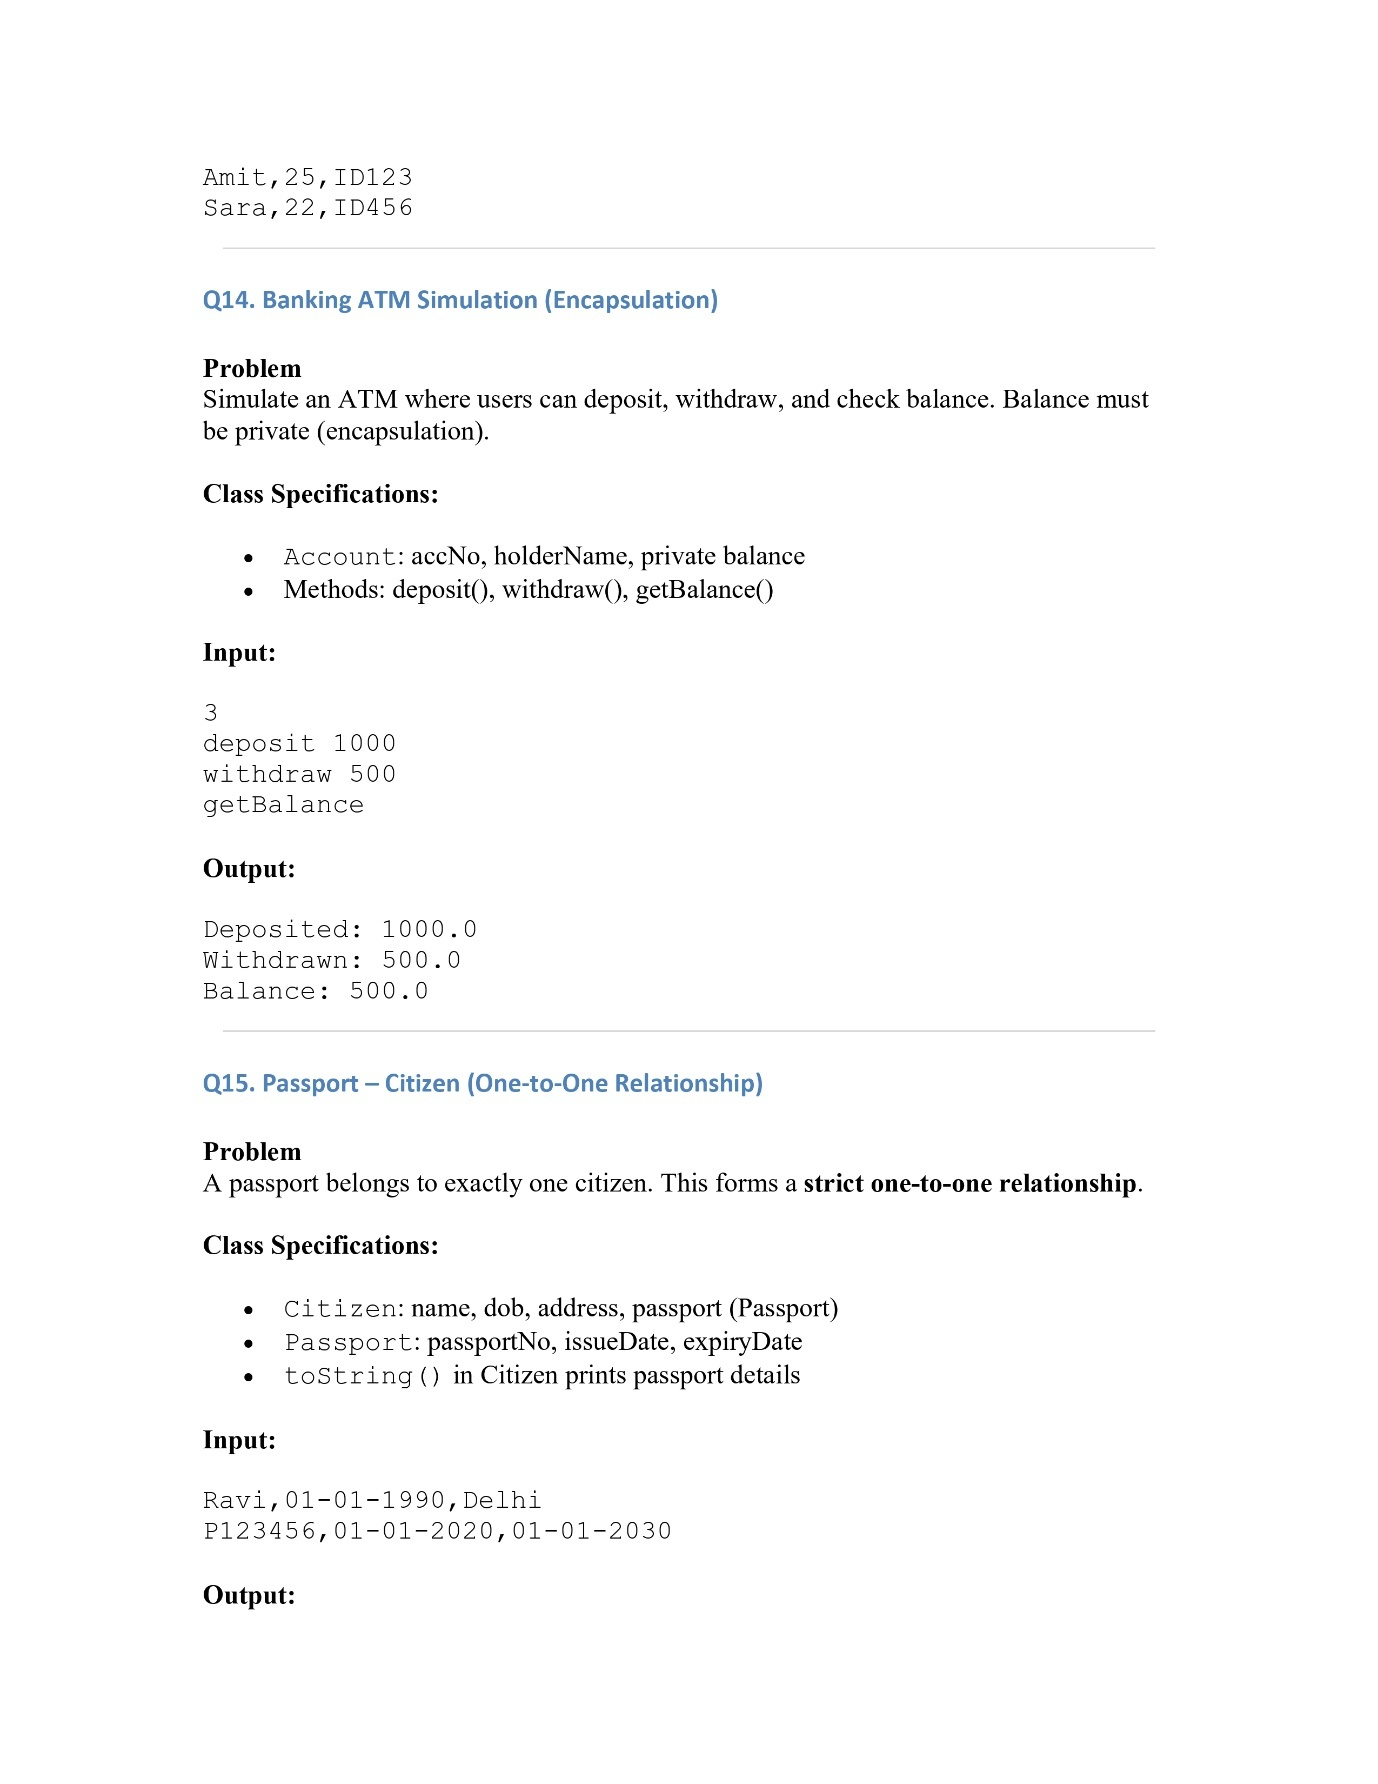 Amit,25,ID123
Sara,22,ID456
Q14. Banking ATM Simulation (Encapsulation)
Problem
Simulate an ATM where users can deposit, withdraw, and check balance. Balance must
be private (encapsulation).
Class Specifications:
• Account: accNo, holderName, private balance
• Methods: deposit(), withdraw(), getBalance()
Input:
3
deposit 1000
withdraw 500
getBalance
Output:
Deposited: 1000.0
Withdrawn: 500.0
Balance: 500.0
Q15. Passport – Citizen (One-to-One Relationship)
Problem
A passport belongs to exactly one citizen. This forms a strict one-to-one relationship.
Class Specifications:
• Citizen: name, dob, address, passport (Passport)
• Passport: passportNo, issueDate, expiryDate
• toString() in Citizen prints passport details
Input:
Ravi,01-01-1990,Delhi
P123456,01-01-2020,01-01-2030
Output: